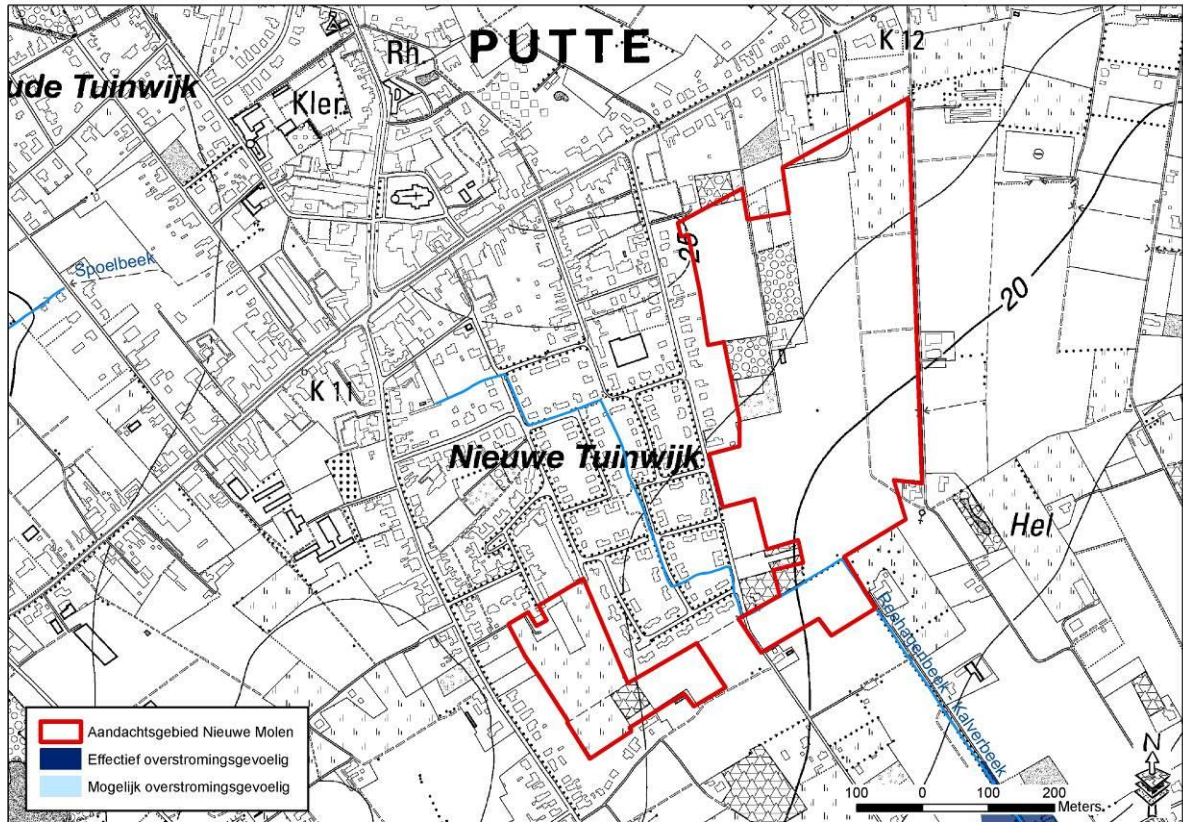 PUTTE
K 12
Rh.
ude Tuinwijk
Kler.
25
Spoelbeek
20
K 11
Nieuwe Tuinwijk
Hel
Kalverbeek
Aandachtsgebied Nieuwe Molen
Effectief overstromingsgevoelig
Mogelijk overstromingsgevoelig
N
100 0 100 200
Meters